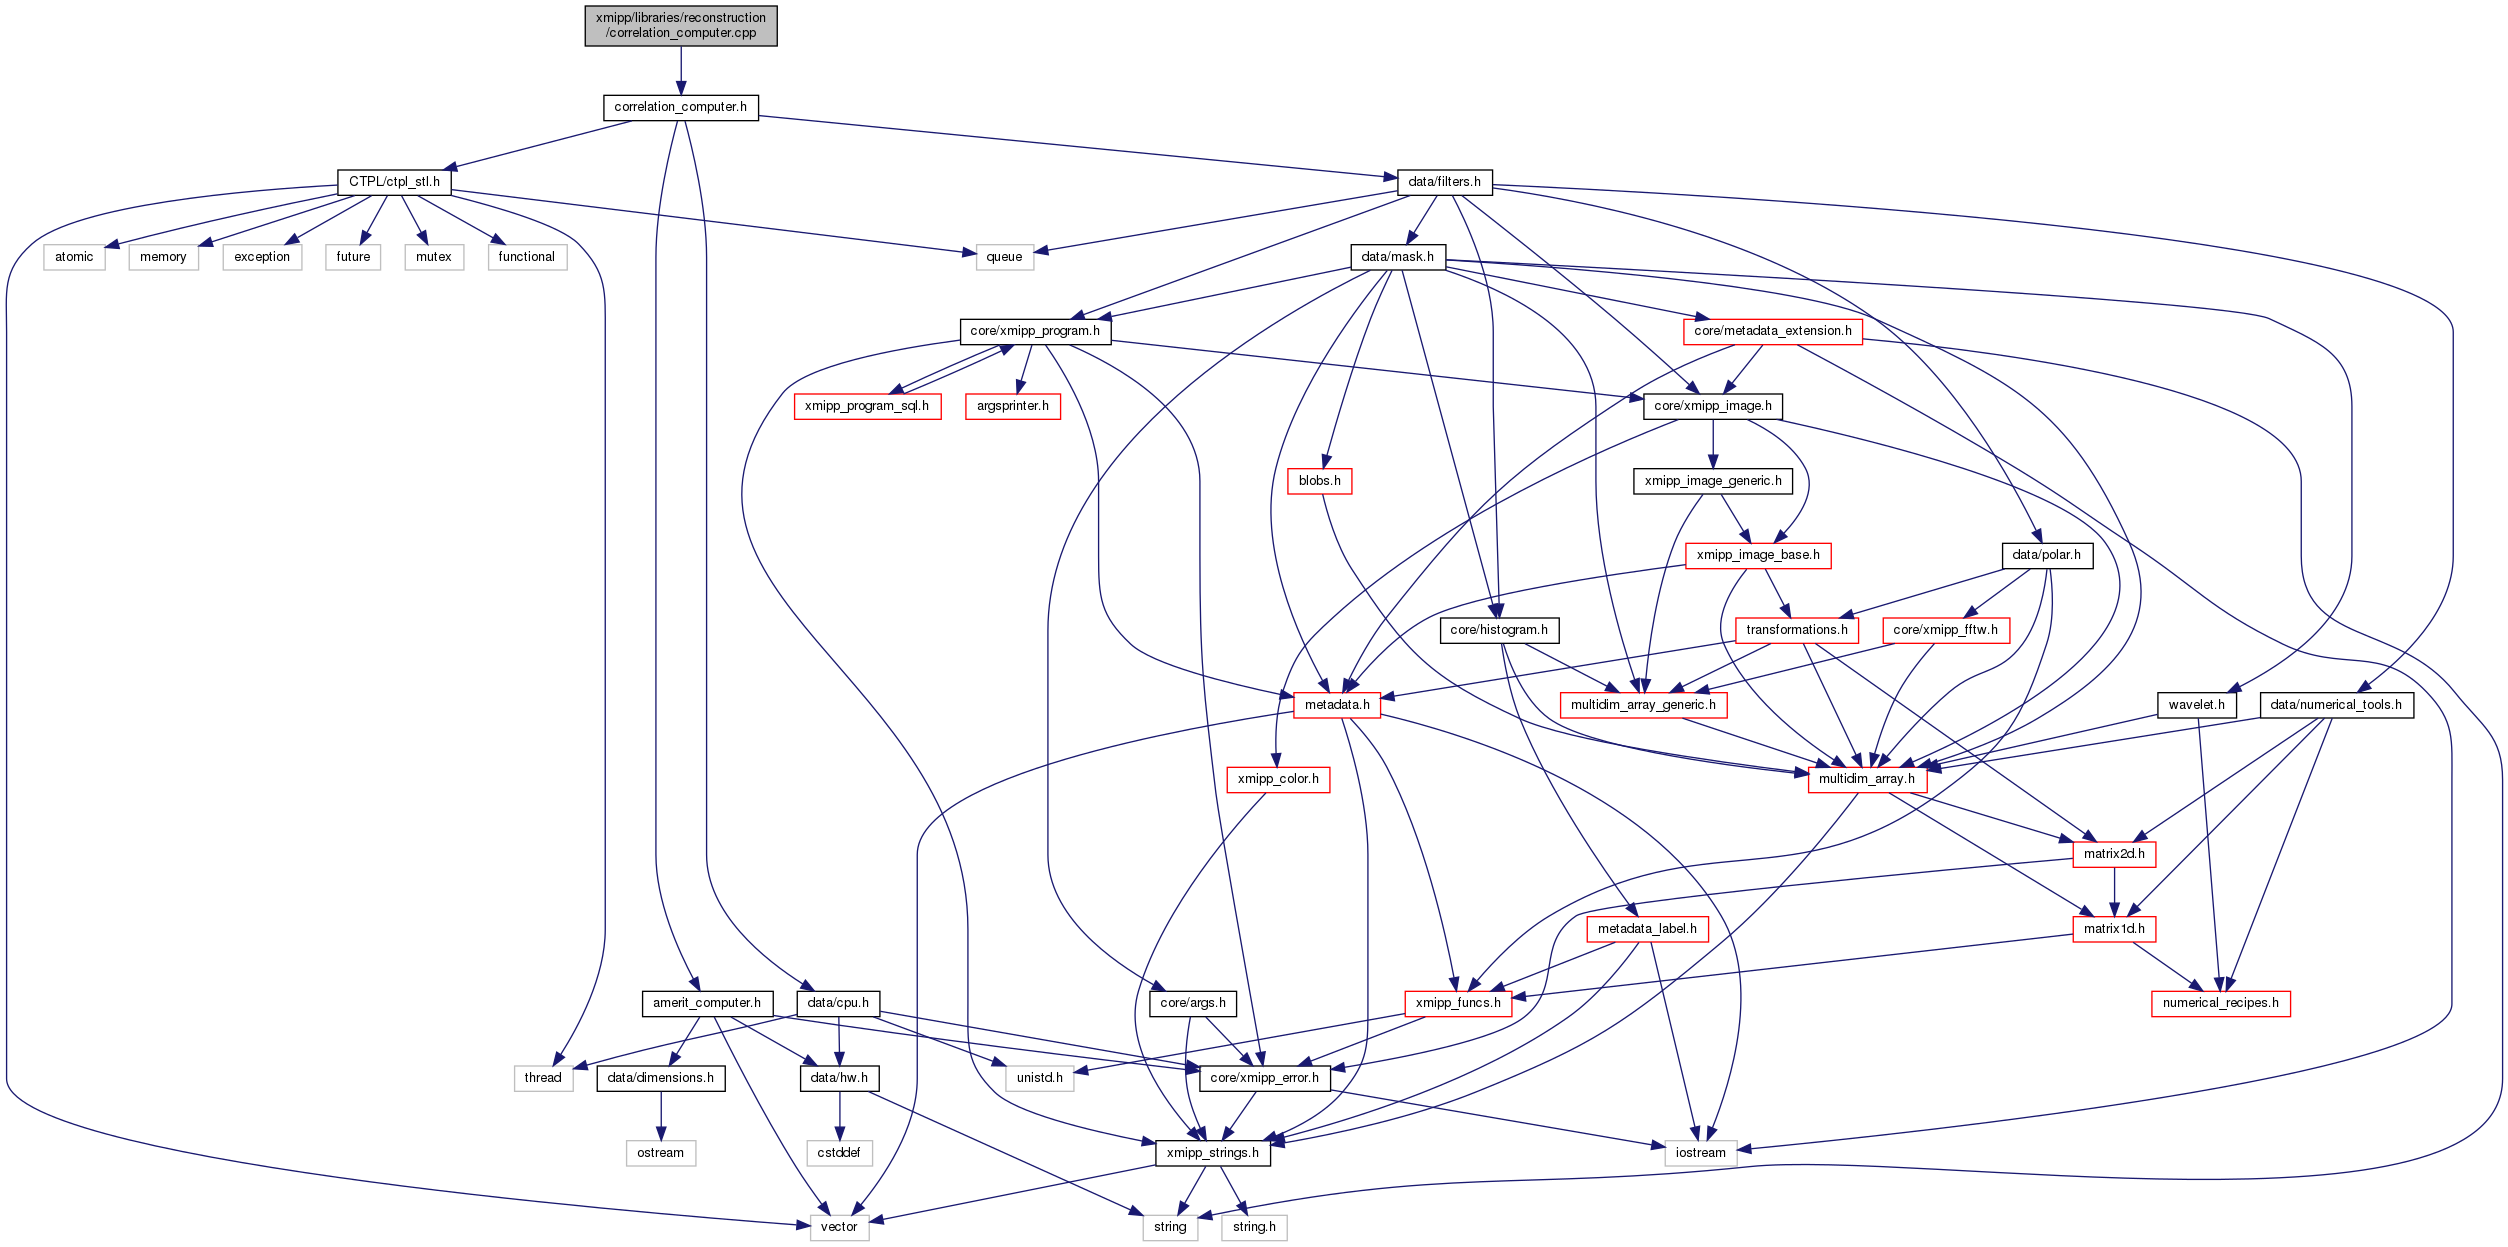 xmipp/libraries/reconstruction
/correlation_computer.cpp
correlation_computer.h
CTPL/ctpl_stl.h
data/filters.h
atomic
memory
exception
future
mutex
functional
queue
data/mask.h
core/xmipp_program.h
core/metadata_extension.h
xmipp_program_sql.h
argsprinter.h
core/xmipp_image.h
blobs.h
xmipp_image_generic.h
xmipp_image_base.h
data/polar.h
core/histogram.h
transformations.h
core/xmipp_fftw.h
metadata.h
multidim_array_generic.h
wavelet.h
data/numerical_tools.h
xmipp_color.h
multidim_array.h
matrix2d.h
metadata_label.h
matrix1d.h
amerit_computer.h
data/cpu.h
core/args.h
xmipp_funcs.h
numerical_recipes.h
thread
data/dimensions.h
data/hw.h
unistd.h
core/xmipp_error.h
ostream
cstddef
xmipp_strings.h
iostream
vector
string
string.h